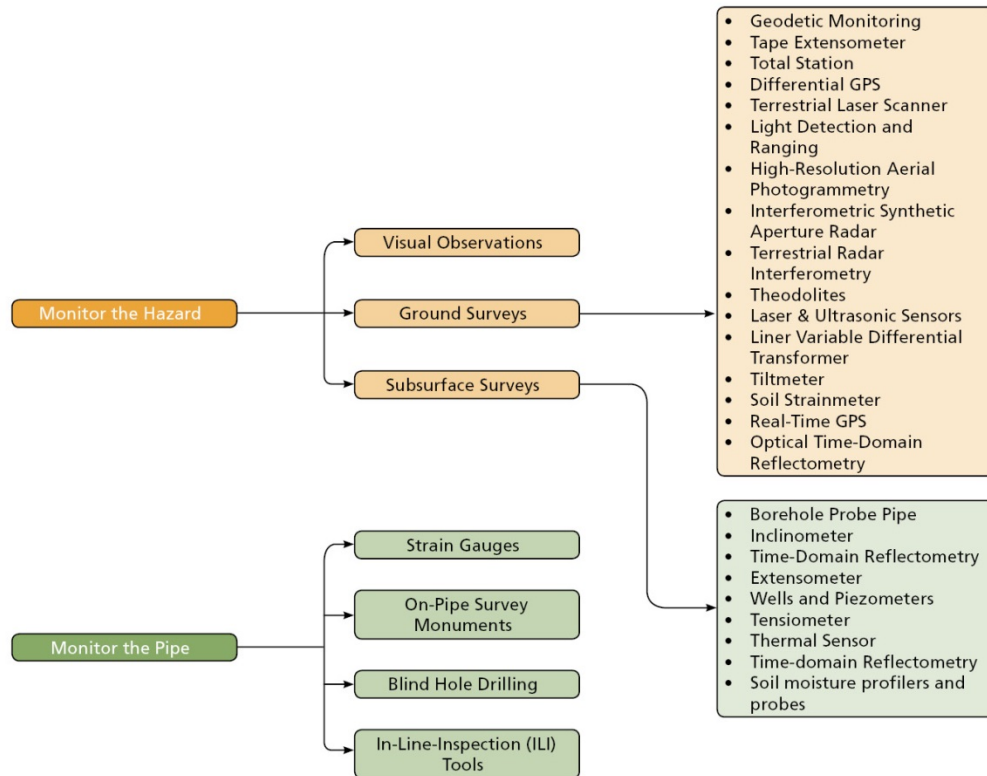 Monitor the Hazard
Visual Observations
Ground Surveys
Subsurface Surveys
• Geodetic Monitoring
• Tape Extensometer
• Total Station
• Differential GPS
• Terrestrial Laser Scanner
• Light Detection and
Ranging
• High-Resolution Aerial
Photogrammetry
• Interferometric Synthetic
Aperture Radar
• Terrestrial Radar
Interferometry
• Theodolites
• Laser & Ultrasonic Sensors
• Liner Variable Differential
Transformer
• Tiltmeter
• Soil Strainmeter
• Real-Time GPS
• Optical Time-Domain
Reflectometry
• Borehole Probe Pipe
• Inclinometer
• Time-Domain Reflectometry
• Extensometer
• Wells and Piezometers
• Tensiometer
• Thermal Sensor
• Time-domain Reflectometry
• Soil moisture profilers and
probes
Monitor the Pipe
Strain Gauges
On-Pipe Survey
Monuments
Blind Hole Drilling
In-Line-Inspection (ILI)
Tools